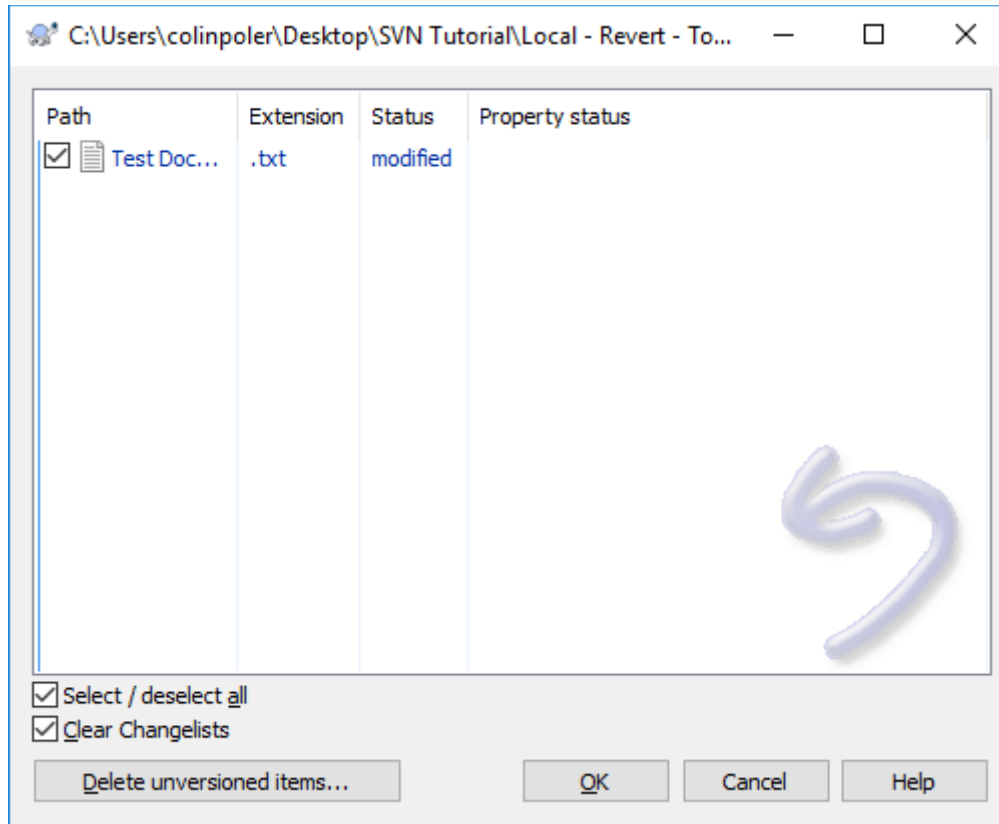 C:\Users\colinpoler\Desktop\SVN Tutorial\Local - Revert - To...
Path Extension Status Property status
Test Doc... .txt modified
Select / deselect all
Clear Changelists
Delete unversioned items... OK Cancel Help